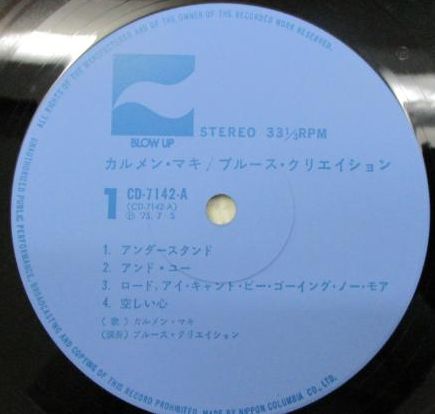 ALL RIGHTS OF THE MANUFACTURER AND OF THE OWNER OF THE RECORDED WORK RESERVED.
BLOW UP
STEREO 33⅓RPM
カルメン・マキ/ブルース・クリエイション
1
CD-7142-A
(CD-7142-A)
4. 空しい心
1. アンダースタンド
2. アンド・ユー
3. ロード, アイ・キャント・ビー・ゴーイング・ノー・モア
(歌) カルメン・マキ
(演奏) ブルース・クリエイション
UNAUTHORIZED PUBLIC PERFORMANCE, BROADCASTING AND COPYING OF THIS RECORD PROHIBITED. MADE BY NIPPON COLUMBIA CO., LTD.